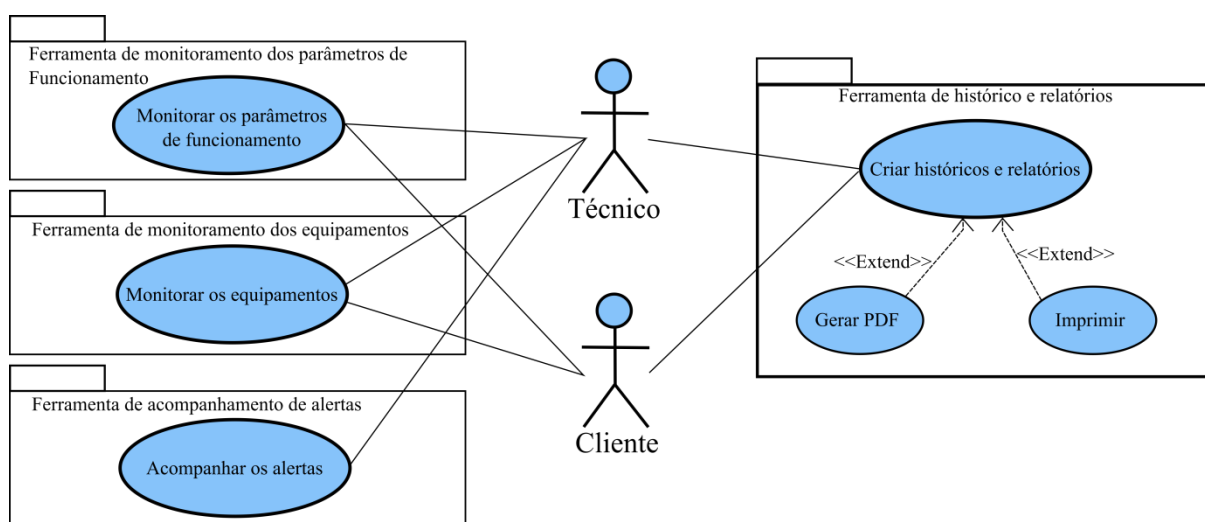 Ferramenta de monitoramento dos parâmetros de
Funcionamento
Monitorar os parâmetros
de funcionamento
Ferramenta de monitoramento dos equipamentos
Monitorar os equipamentos
Ferramenta de acompanhamento de alertas
Acompanhar os alertas
Técnico
Cliente
Ferramenta de histórico e relatórios
Criar históricos e relatórios
<<Extend>>
<<Extend>>
Gerar PDF
Imprimir